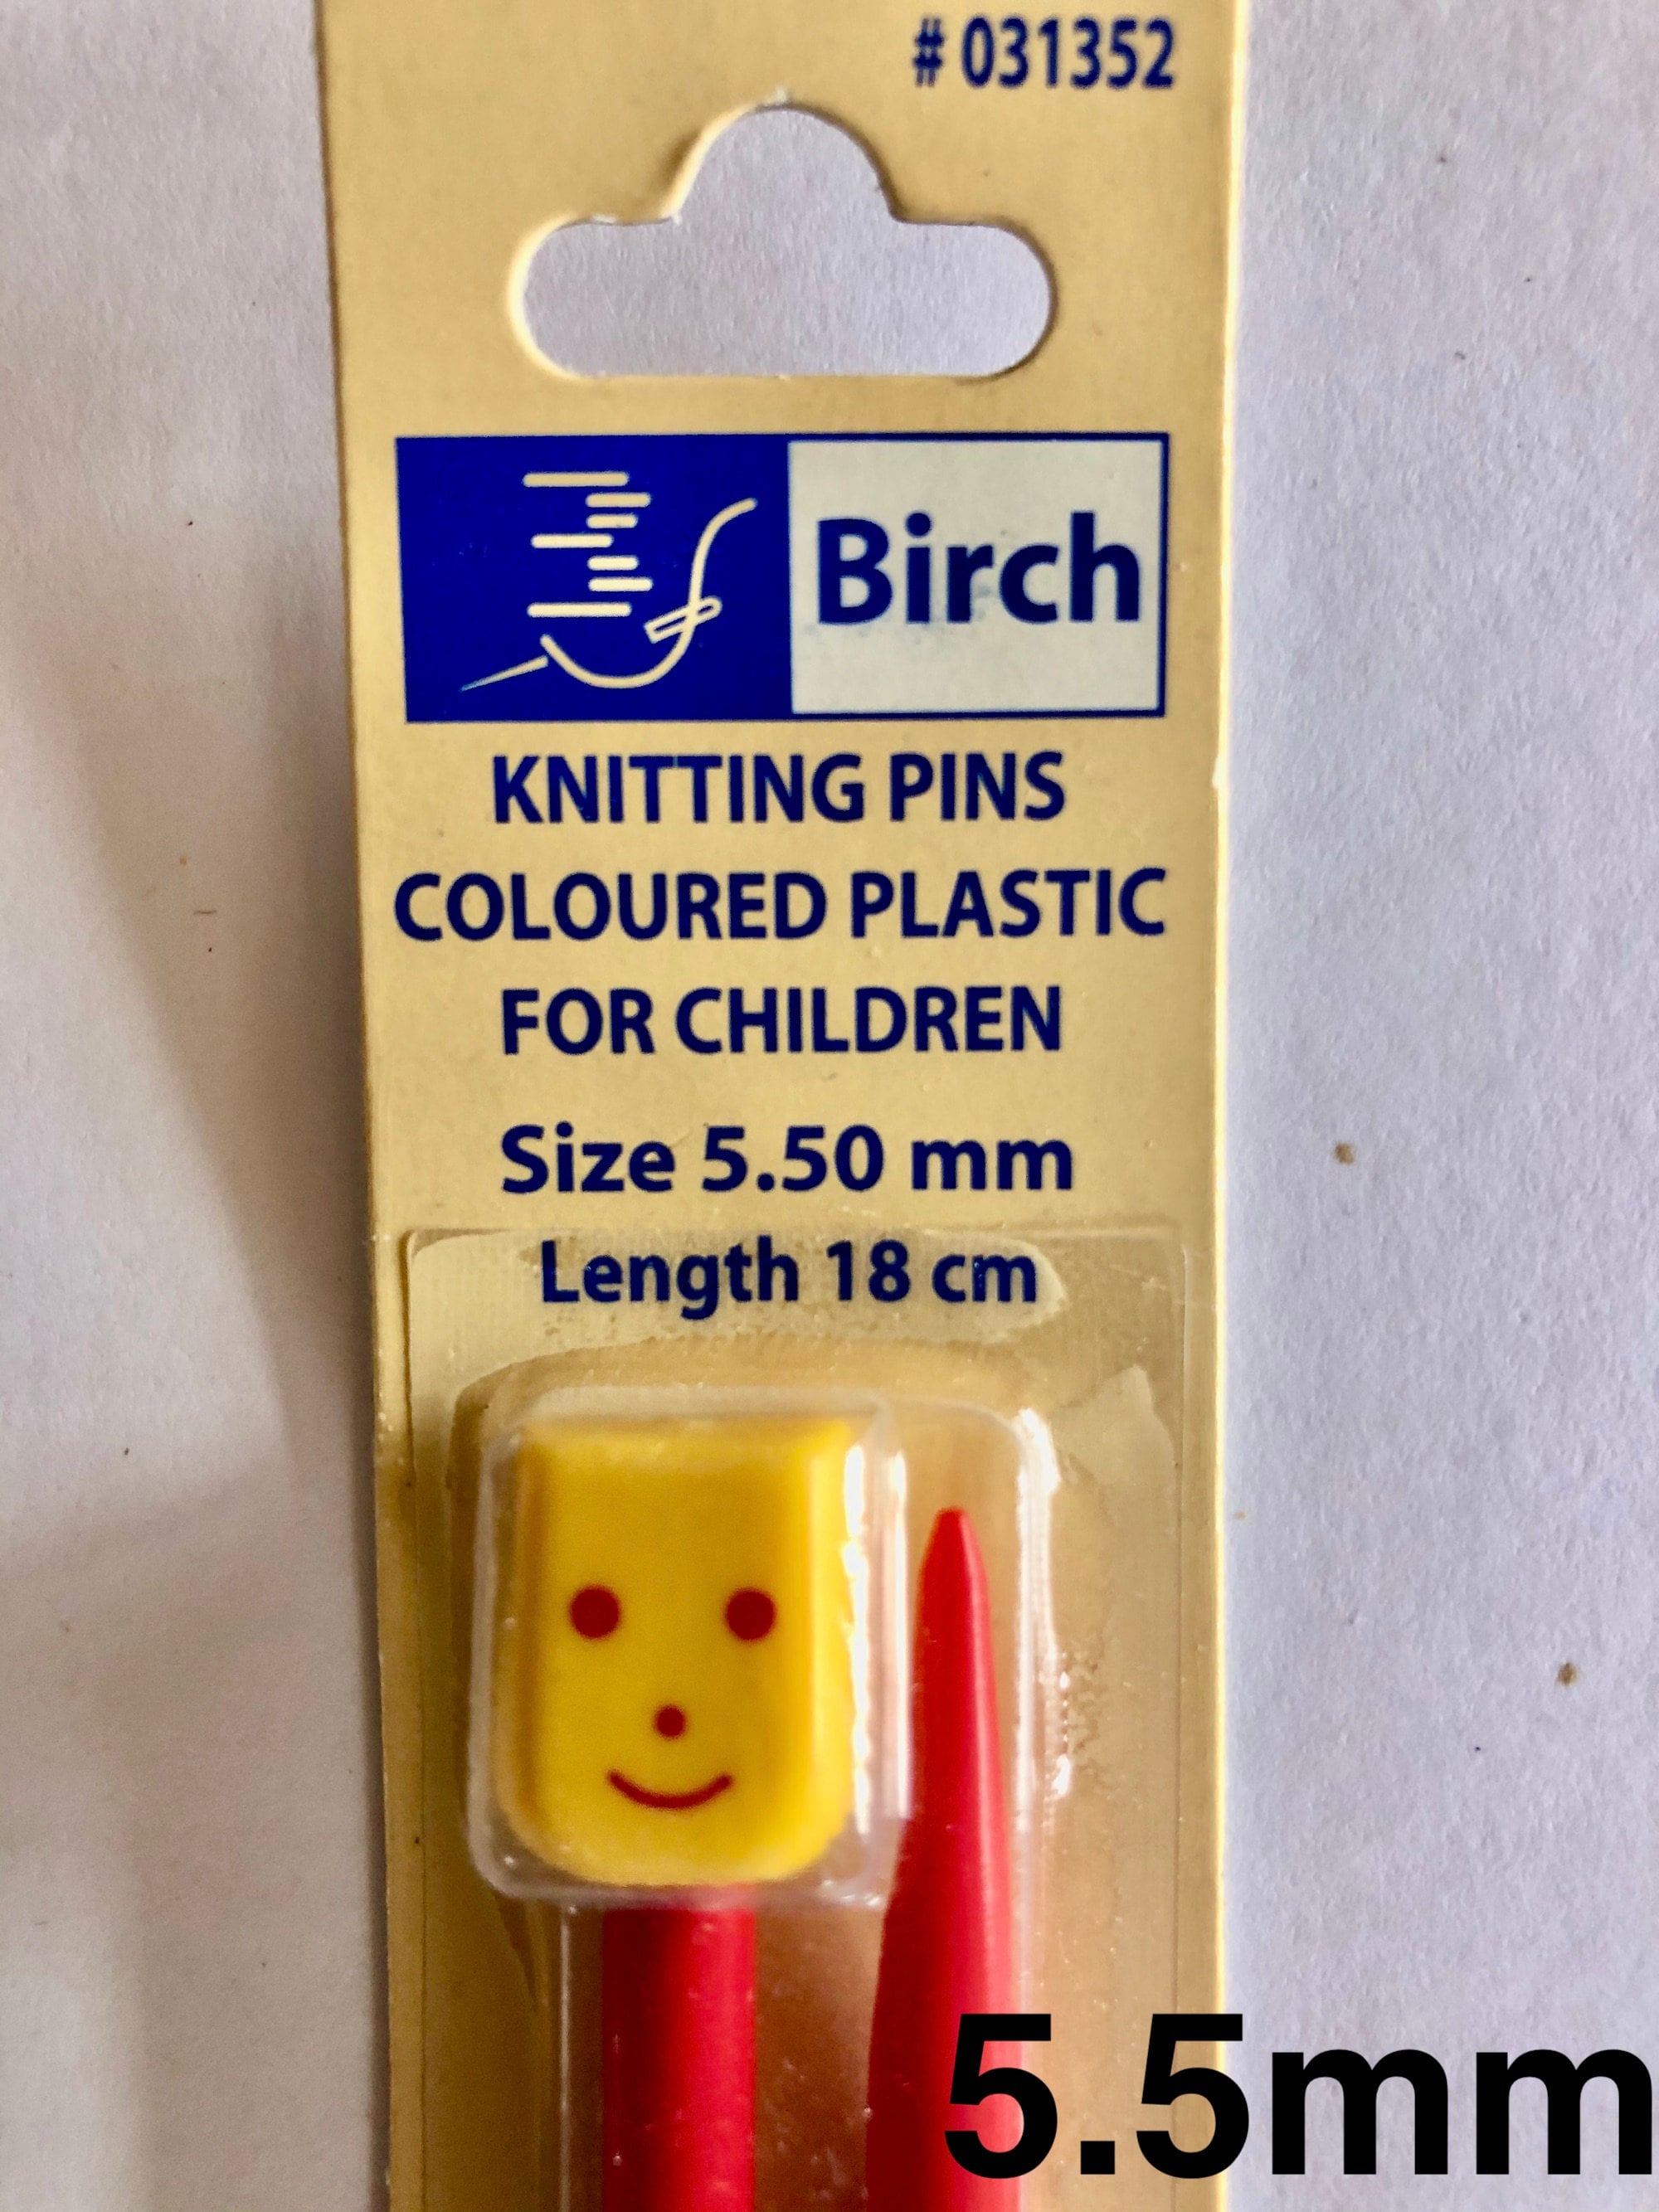 # 031352
Birch
KNITTING PINS
COLOURED PLASTIC
FOR CHILDREN
Size 5.50 mm
Length 18 cm
5.5mm